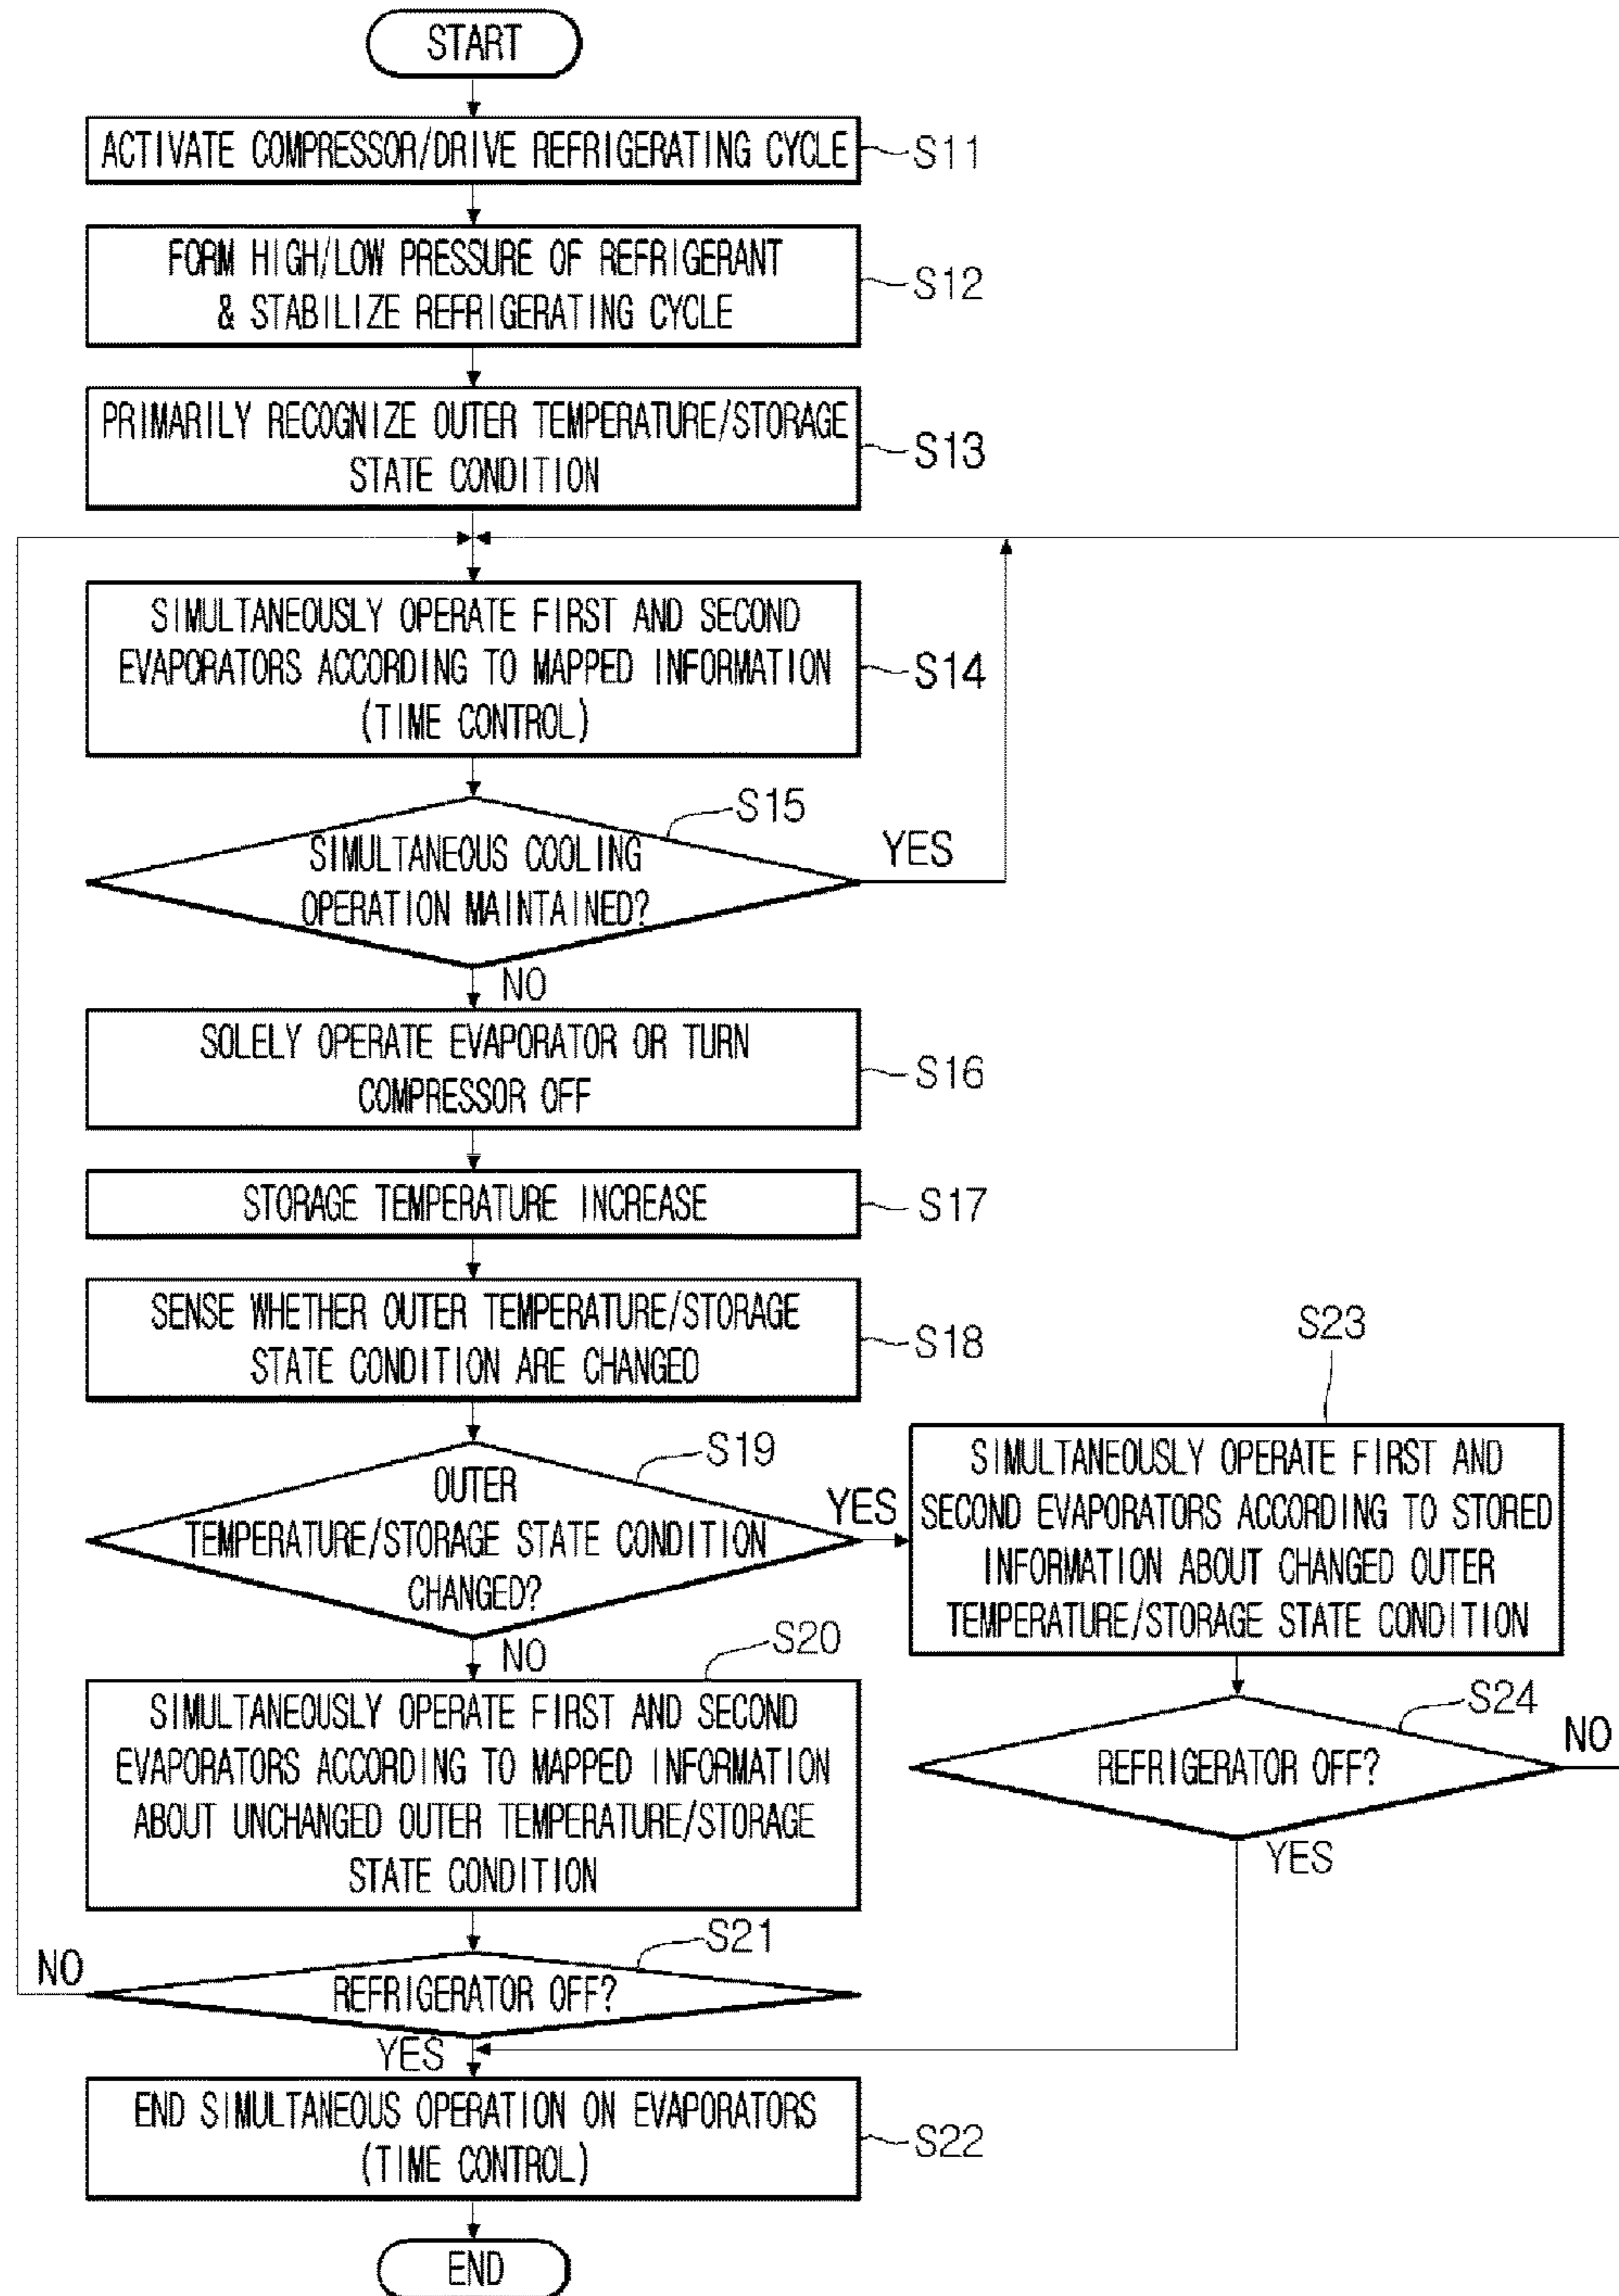 START
ACTIVATE COMPRESSOR/DRIVE REFRIGERATING CYCLE
S11
FORM HIGH/LOW PRESSURE OF REFRIGERANT
& STABILIZE REFRIGERATING CYCLE
S12
PRIMARILY RECOGNIZE OUTER TEMPERATURE/STORAGE
STATE CONDITION
S13
SIMULTANEOUSLY OPERATE FIRST AND SECOND
EVAPORATORS ACCORDING TO MAPPED INFORMATION
(TIME CONTROL)
S14
S15
SIMULTANEOUS COOLING
OPERATION MAINTAINED?
YES
NO
SOLELY OPERATE EVAPORATOR OR TURN
COMPRESSOR OFF
S16
STORAGE TEMPERATURE INCREASE
S17
SENSE WHETHER OUTER TEMPERATURE/STORAGE
STATE CONDITION ARE CHANGED
S18
S19
OUTER
TEMPERATURE/STORAGE STATE CONDITION
CHANGED?
YES
NO
S23
SIMULTANEOUSLY OPERATE FIRST AND
SECOND EVAPORATORS ACCORDING TO STORED
INFORMATION ABOUT CHANGED OUTER
TEMPERATURE/STORAGE STATE CONDITION
S20
SIMULTANEOUSLY OPERATE FIRST AND SECOND
EVAPORATORS ACCORDING TO MAPPED INFORMATION
ABOUT UNCHANGED OUTER TEMPERATURE/STORAGE
STATE CONDITION
S24
REFRIGERATOR OFF?
NO
YES
S21
REFRIGERATOR OFF?
NO
YES
END SIMULTANEOUS OPERATION ON EVAPORATORS
(TIME CONTROL)
S22
END